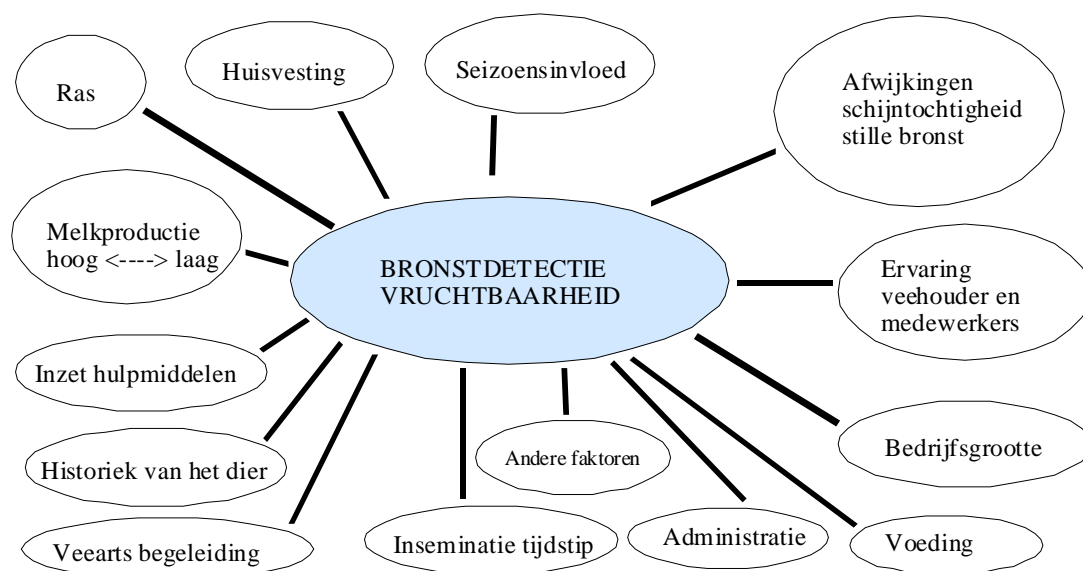 Ras
Huisvesting
Seizoensinvloed
Afwijkingen
schijntochtigheid
stille bronst
Melkproductie
hoog <----> laag
BRONSTDETECTIE
VRUCHTBAARHEID
Ervaring
veehouder en
medewerkers
Inzet hulpmiddelen
Historiek van het dier
Andere faktoren
Bedrijfsgrootte
Veearts begeleiding
Inseminatie tijdstip
Administratie
Voeding